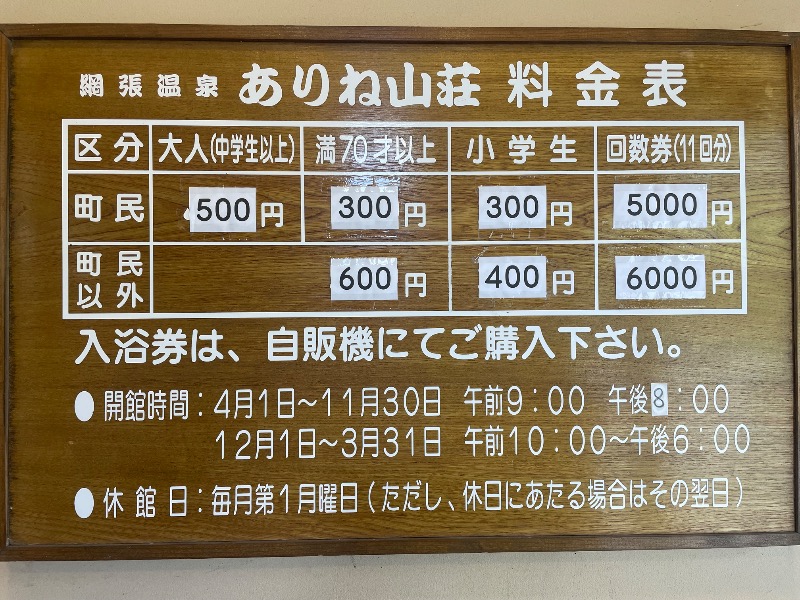 網張温泉 ありね山荘 料金表
区分 大人(中学生以上) 満70才以上 小学生 回数券(11回分)
町民 500円 300円 300円 5000円
町民以外 600円 400円 6000円
入浴券は、自販機にてご購入下さい。
●開館時間：4月1日～11月30日 午前9：00 午後8：00
12月1日～3月31日 午前10：00～午後6：00
●休館日：毎月第1月曜日（ただし、休日にあたる場合はその翌日）